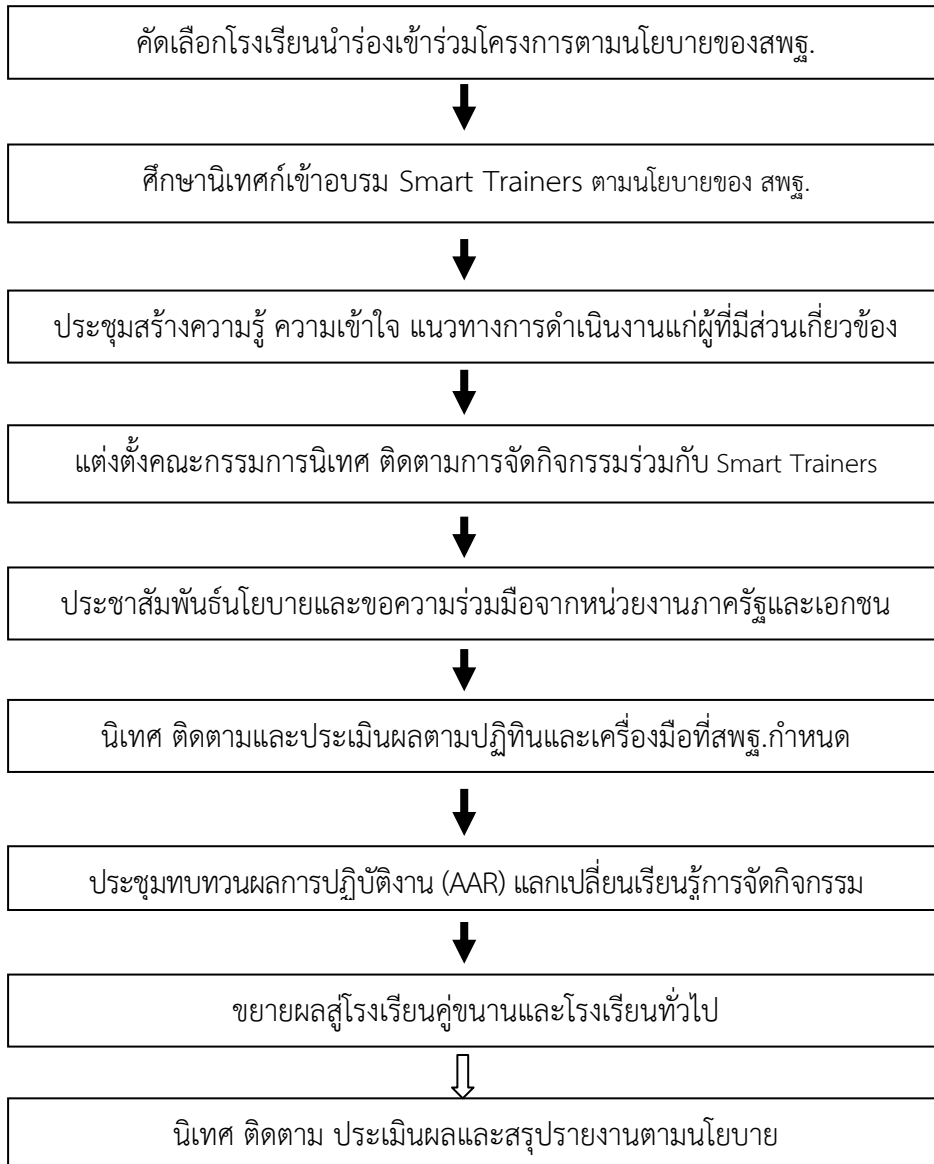 คัดเลือกโรงเรียนนำร่องเข้าร่วมโครงการตามนโยบายของสพฐ.
ศึกษานิเทศก์เข้าอบรม Smart Trainers ตามนโยบายของ สพฐ.
ประชุมสร้างความรู้ ความเข้าใจ แนวทางการดำเนินงานแก่ผู้ที่มีส่วนเกี่ยวข้อง
แต่งตั้งคณะกรรมการนิเทศ ติดตามการจัดกิจกรรมร่วมกับ Smart Trainers
ประชาสัมพันธ์นโยบายและขอความร่วมมือจากหน่วยงานภาครัฐและเอกชน
นิเทศ ติดตามและประเมินผลตามปฏิทินและเครื่องมือที่สพฐ.กำหนด
ประชุมทบทวนผลการปฏิบัติงาน (AAR) แลกเปลี่ยนเรียนรู้การจัดกิจกรรม
ขยายผลสู่โรงเรียนคู่ขนานและโรงเรียนทั่วไป
นิเทศ ติดตาม ประเมินผลและสรุปรายงานตามนโยบาย